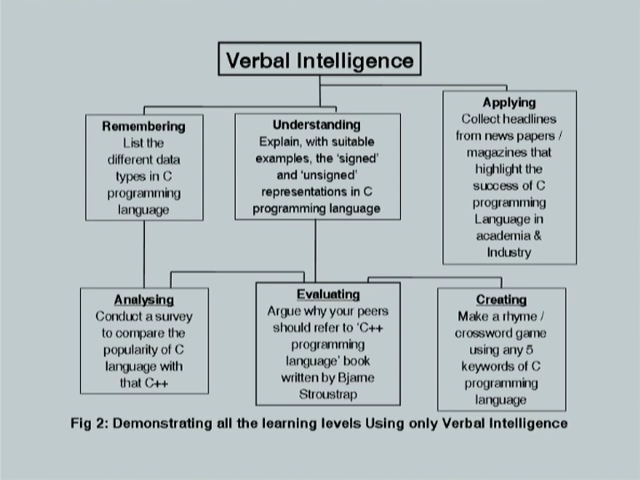 Verbal Intelligence
Remembering
List the
different data
types in C
programming
language
Understanding
Explain, with suitable
examples, the 'signed'
and 'unsigned'
representations in C
programming language
Applying
Collect headlines
from news papers /
magazines that
highlight the
success of C
programming
Language in
academia &
Industry
Analysing
Conduct a survey
to compare the
popularity of C
language with
that C++
Evaluating
Argue why your peers
should refer to 'C++
programming
language' book
written by Bjarne
Stroustrap
Creating
Make a rhyme /
crossword game
using any 5
keywords of C
programming
language
Fig 2: Demonstrating all the learning levels Using only Verbal Intelligence